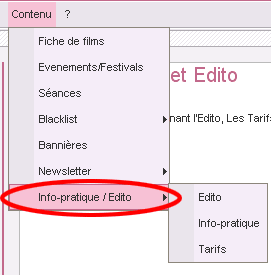 Contenu ?
Fiche de films
et Edito
Evenements/Festivals
Séances
Blacklist
nant l'Edito, Les Tarifs
Bannières
Newsletter
Info-pratique / Edito
Edito
Info-pratique
Tarifs